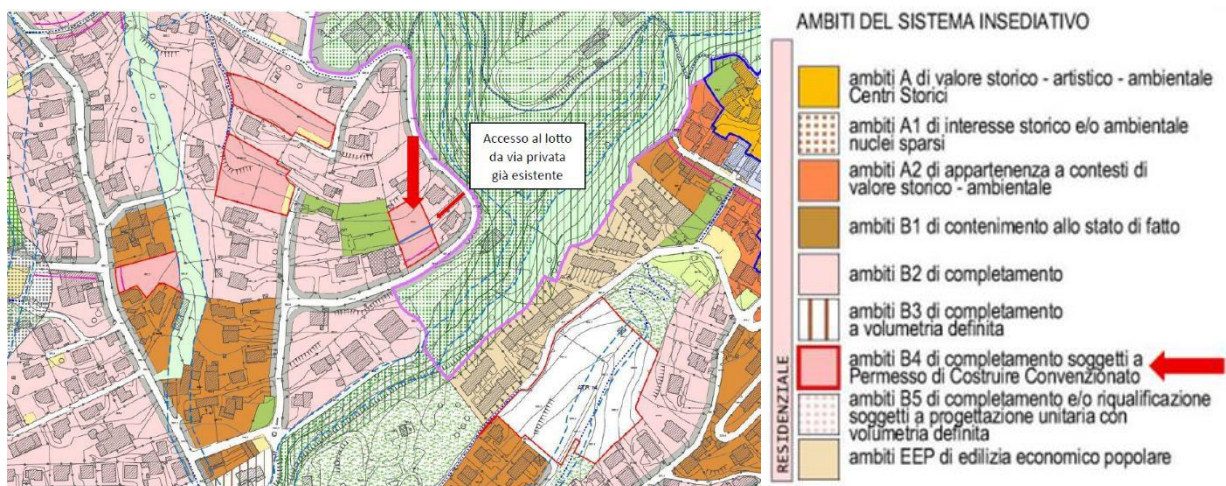 Accesso al lotto
da via privata
già esistente
AMBITI DEL SISTEMA INSEDIATIVO
RESIDENZIALE
ambiti A di valore storico - artistico - ambientale
Centri Storici
ambiti A1 di interesse storico e/o ambientale
nuclei sparsi
ambiti A2 di appartenenza a contesti di
valore storico - ambientale
ambiti B1 di contenimento allo stato di fatto
ambiti B2 di completamento
ambiti B3 di completamento
a volumetria definita
ambiti B4 di completamento soggetti a
Permesso di Costruire Convenzionato
ambiti B5 di completamento e/o riqualificazione
soggetti a progettazione unitaria con
volumetria definita
ambiti EEP di edilizia economico popolare